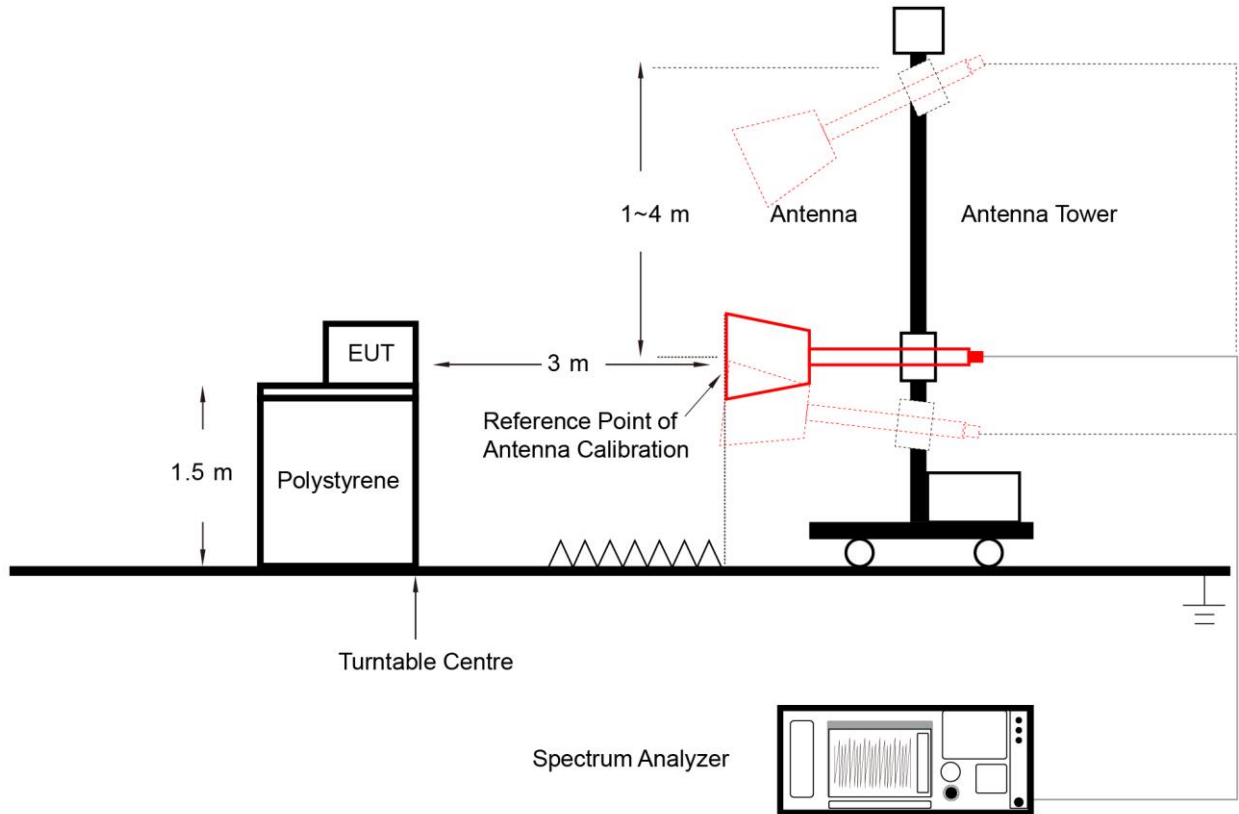 1~4 m
Antenna
Antenna Tower
EUT
3 m
Reference Point of
Antenna Calibration
1.5 m
Polystyrene
Turntable Centre
Spectrum Analyzer